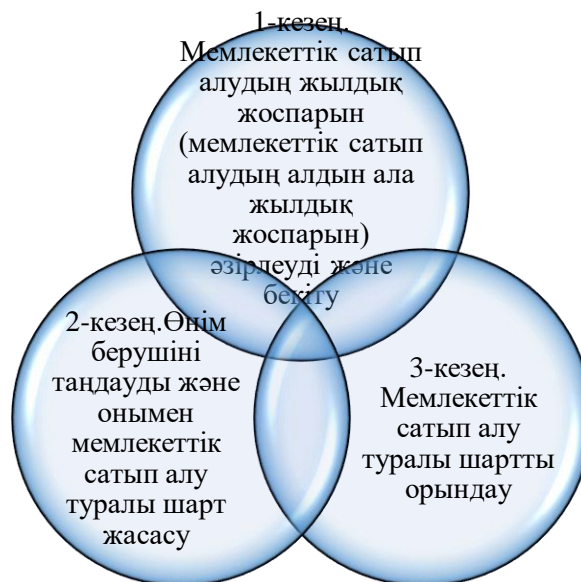 1-кезең.
Мемлекеттік сатып
алудың жылдық
жоспарын
(мемлекеттік сатып
алудың алдын ала
жылдық
жоспарын)
әзірлеуді және
бекіту
2-кезең.Өнім
берушіні
таңдауды және
онымен
мемлекеттік
сатып алу
туралы шарт
жасасу
3-кезең.
Мемлекеттік
сатып алу
туралы шартты
орындау